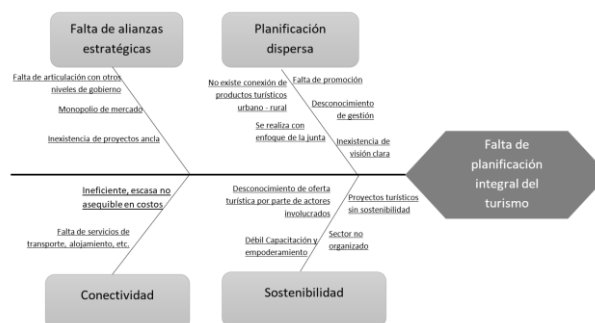 Falta de alianzas
estratégicas
Planificación
dispersa
Falta de articulación con otros
niveles de gobierno
Monopolio de mercado
Inexistencia de proyectos ancla
No existe conexión de
productos turísticos
urbano - rural
Se realiza con
enfoque de la junta
Falta de promoción
Desconocimiento
de gestión
Inexistencia de
visión clara
Falta de
planificación
integral del
turismo
Ineficiente, escasa no
asequible en costos
Falta de servicios de
transporte, alojamiento, etc.
Desconocimiento de oferta
turística por parte de actores
involucrados
Débil Capacitación y
empoderamiento
Proyectos turísticos
sin sostenibilidad
Sector no
organizado
Conectividad
Sostenibilidad